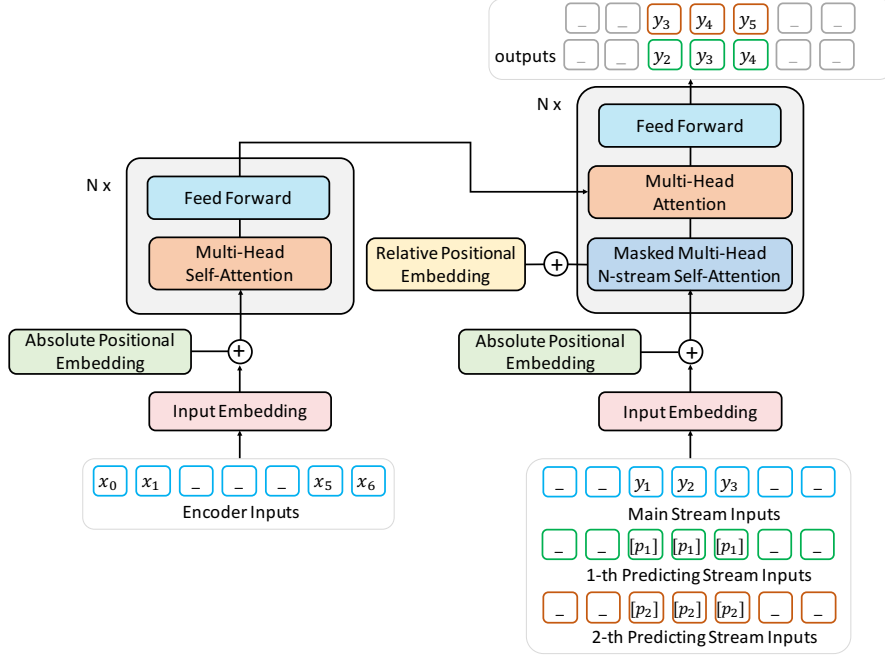 _ _ y3 y4 y5 _ _
outputs _ _ y2 y3 y4 _ _
N x
Feed Forward
Multi-Head
Attention
Relative Positional
Embedding
+
Masked Multi-Head
N-stream Self-Attention
N x
Feed Forward
Multi-Head
Self-Attention
Absolute Positional
Embedding
+
Absolute Positional
Embedding
+
Input Embedding
Input Embedding
x0 x1 _ _ _ x5 x6
Encoder Inputs
_ _ y1 y2 y3 _ _
Main Stream Inputs
_ _ [p1] [p1] [p1] _ _
1-th Predicting Stream Inputs
_ _ [p2] [p2] [p2] _ _
2-th Predicting Stream Inputs